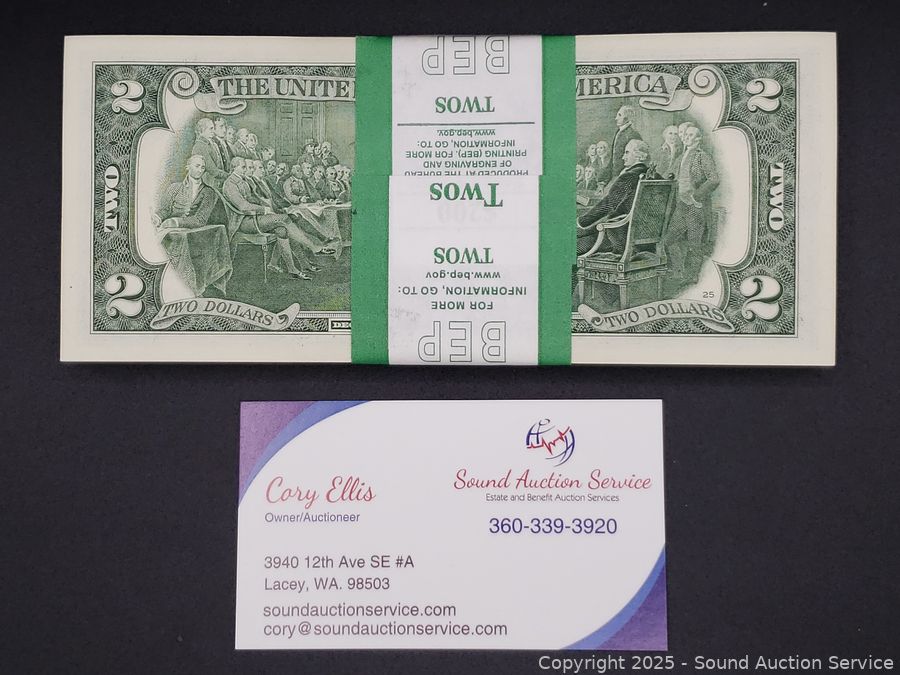 THE UNITE
MERICA
2
2
TWO
TWO
2
2
TWO DOLLARS
TWO DOLLARS
25
DEC
BEP
TWOS
www.bep.gov.
INFORMATION, GO TO:
PRINTING (BEP). FOR MORE
OF ENGRAVING AND
PRODUCED AT THE BUREAU
Twos
TWOS
www.bep.gov
INFORMATION, GO TO:
FOR MORE
BEP
Cory Ellis
Owner/Auctioneer
Sound Auction Service
Estate and Benefit Auction Services
360-339-3920
3940 12th Ave SE #A
Lacey, WA. 98503
soundauctionservice.com
cory@soundauctionservice.com
Copyright 2025 - Sound Auction Service